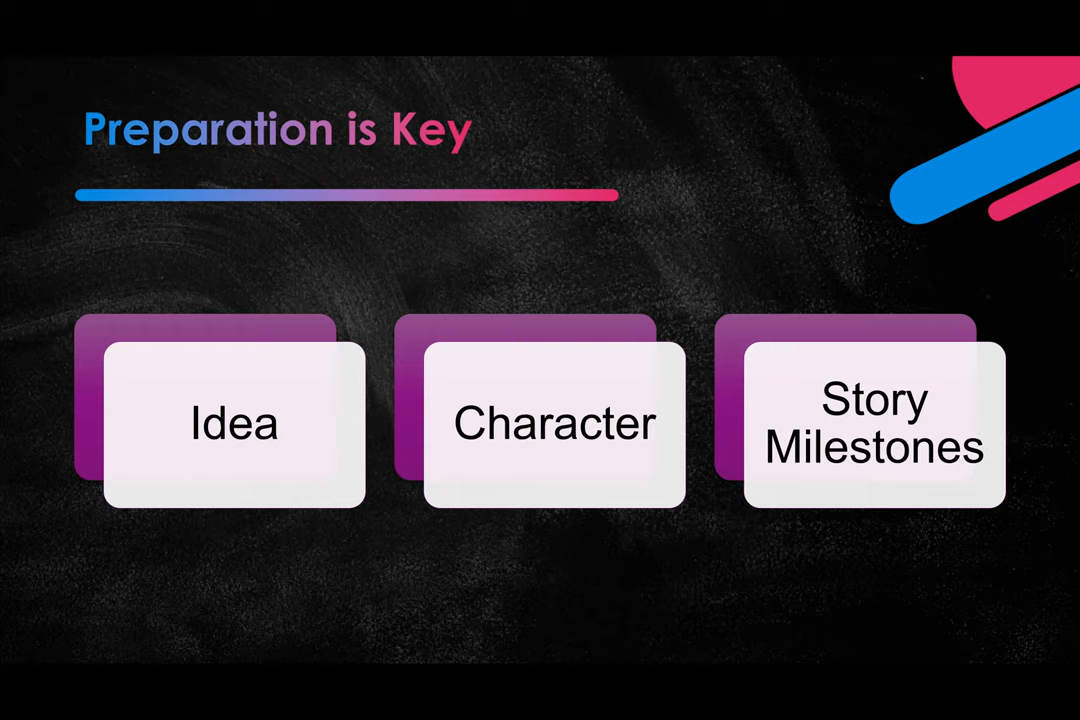 Preparation is Key
Idea
Character
Story
Milestones